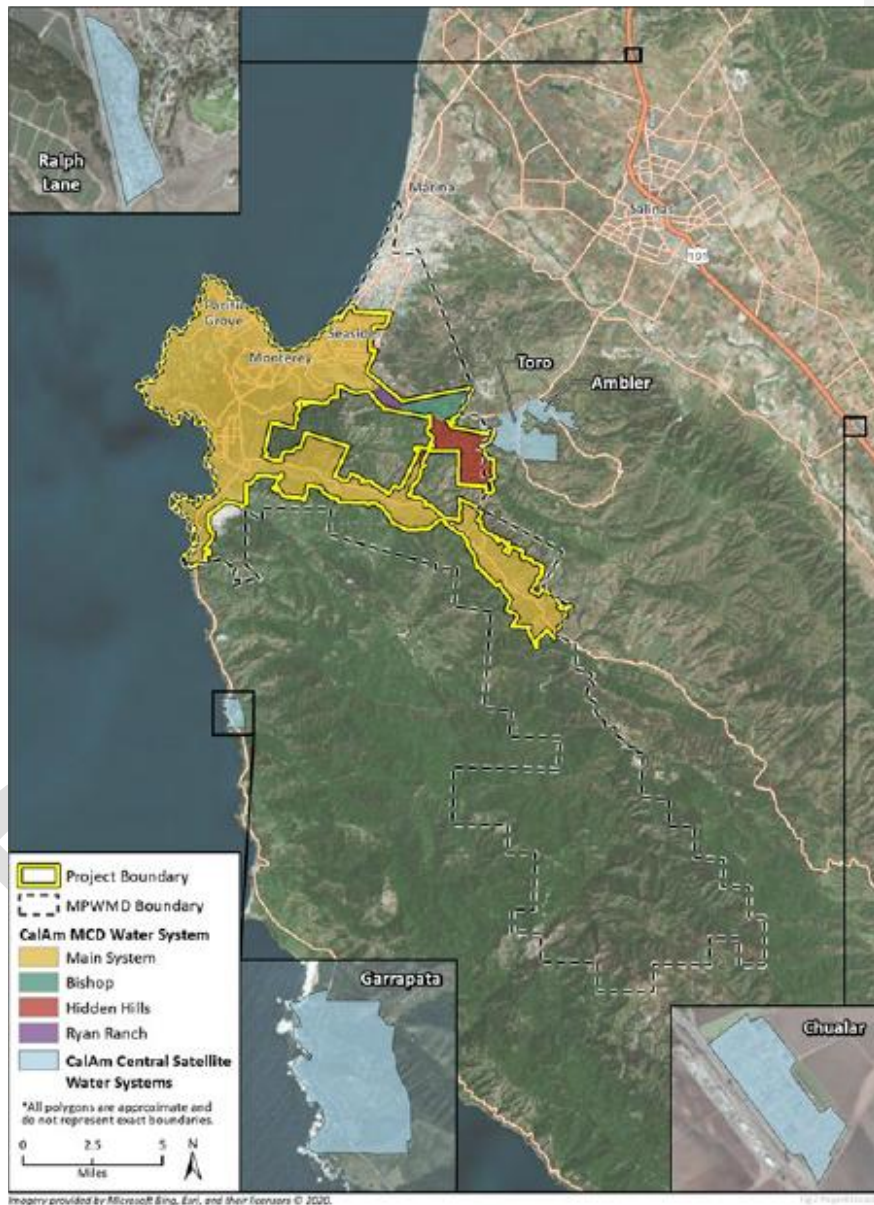 Ralph
Lane
Marina
Salinas
101
Pacific
Grove
Seaside
Monterey
Toro
Ambler
Project Boundary
MPWMD Boundary
CalAm MCD Water System
Main System
Bishop
Hidden Hills
Ryan Ranch
CalAm Central Satellite
Water Systems
*All polygons are approximate and
do not represent exact boundaries.
0 2.5 5
Miles
N
Garrapata
Chualar
Imagery provided by Microsoft Bing, Esri, and their licensors © 2020.